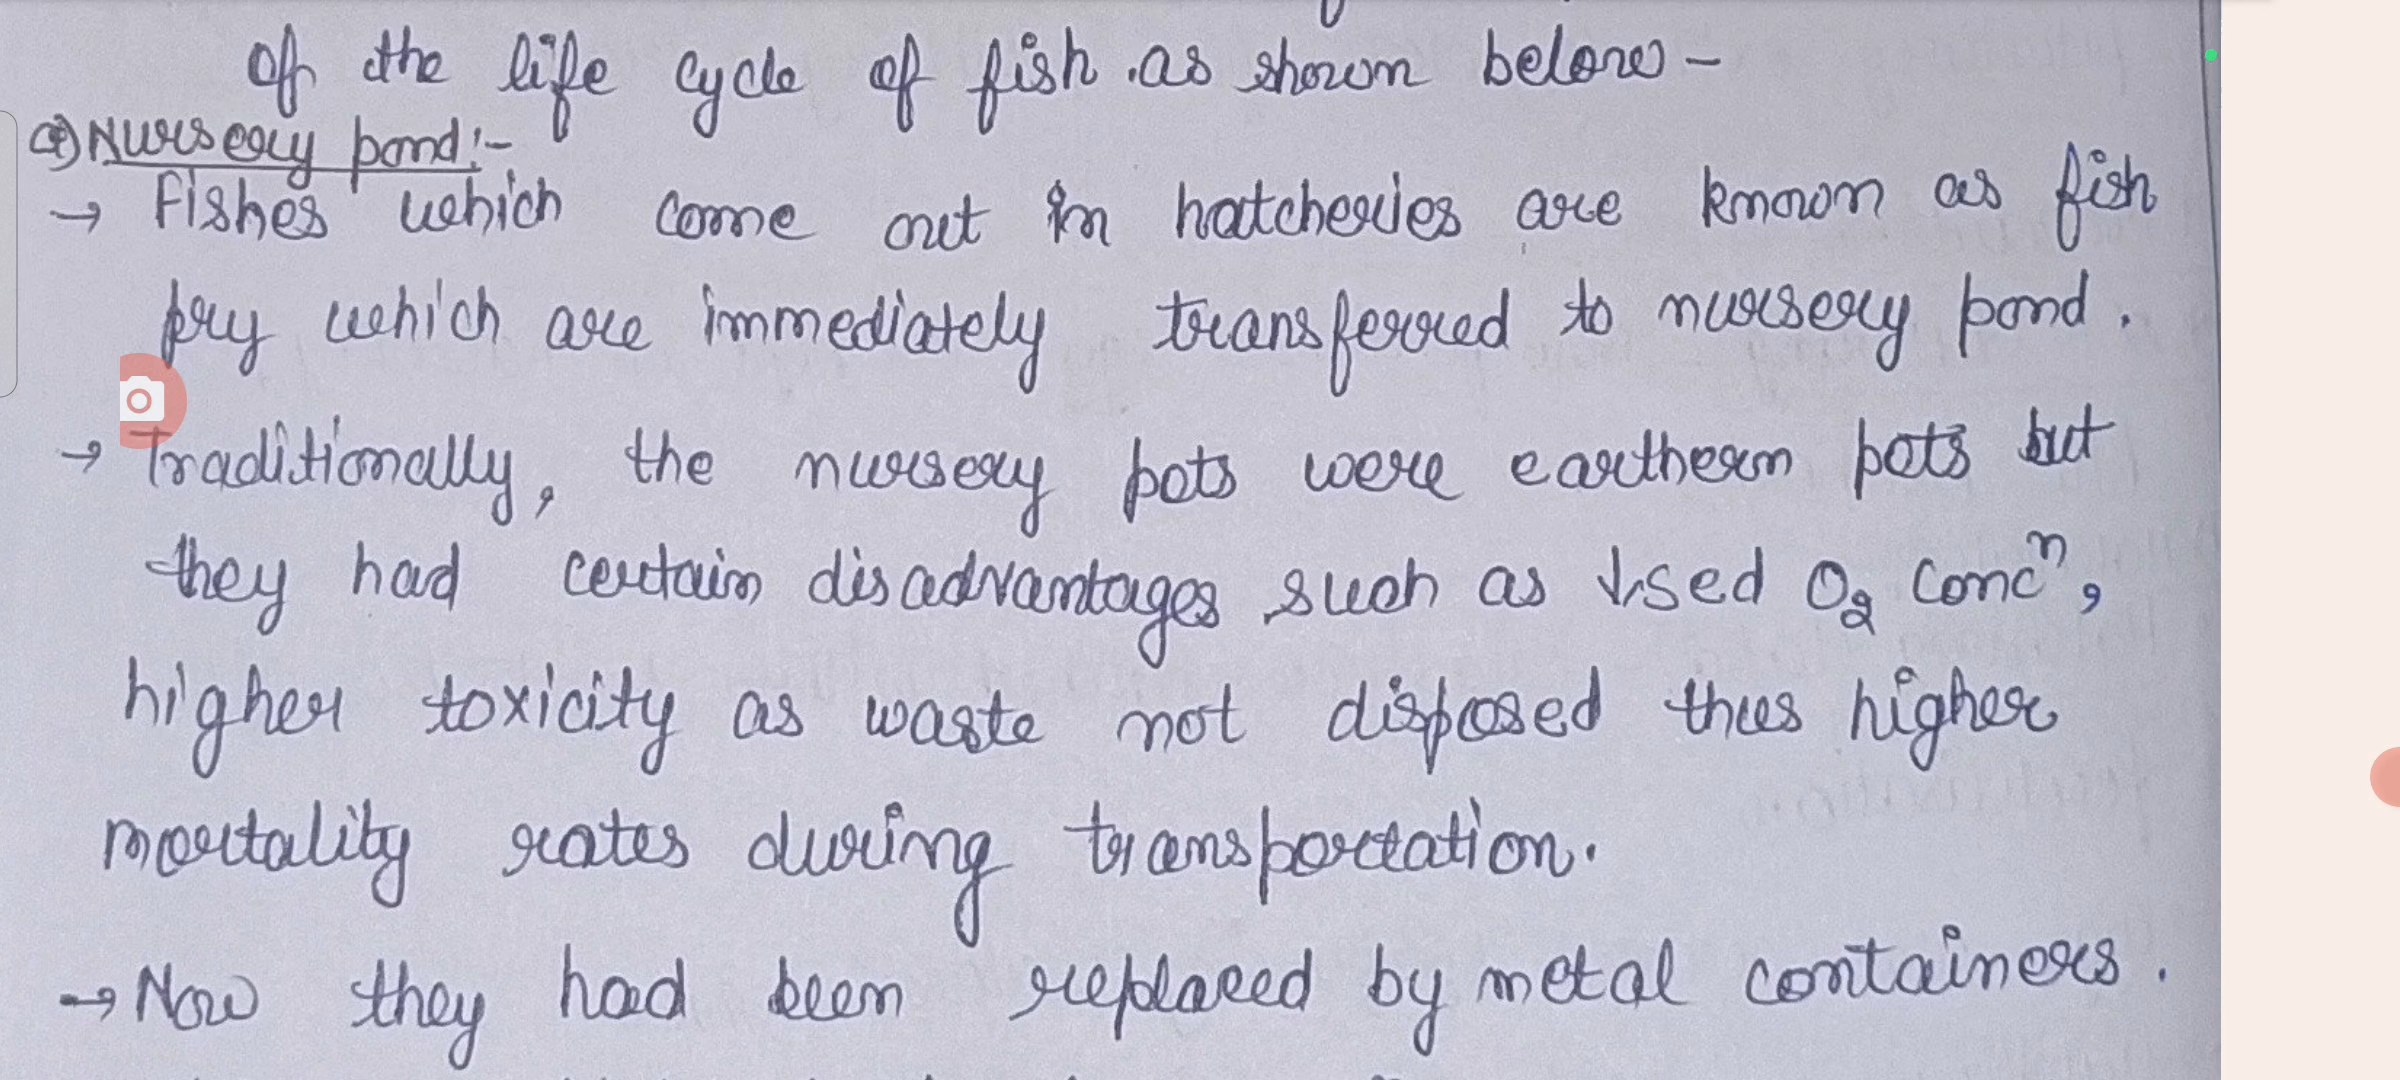 of the life cycle of fish as shown below -
a) Nursery pond :-
→ Fishes which come out in hatcheries are known as fish
fry which are immediately transferred to nursery pond.
→ Traditionally, the nursery pots were earthern pots but
they had certain disadvantages such as ↓sed O₂ concⁿ,
higher toxicity as waste not disposed thus higher
mortality rates during transportation.
→ Now they had been replaced by metal containers.